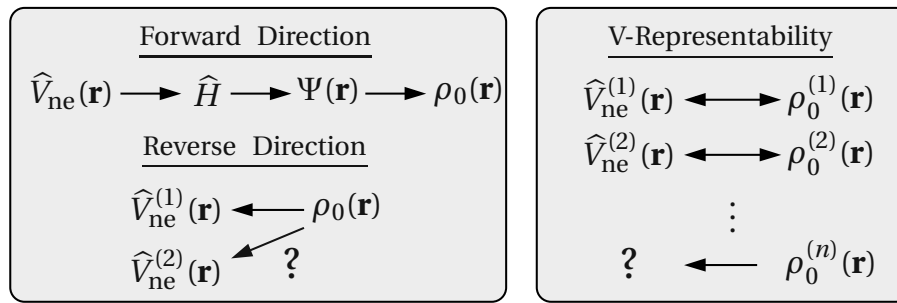 Forward Direction
V̂ne(r) → Ĥ → Ψ(r) → ρ0(r)
Reverse Direction
V̂ne(1)(r) ← ρ0(r)
V̂ne(2)(r) ?
V-Representability
V̂ne(1)(r) ↔ ρ0(1)(r)
V̂ne(2)(r) ↔ ρ0(2)(r)
⋮
? ← ρ0(n)(r)